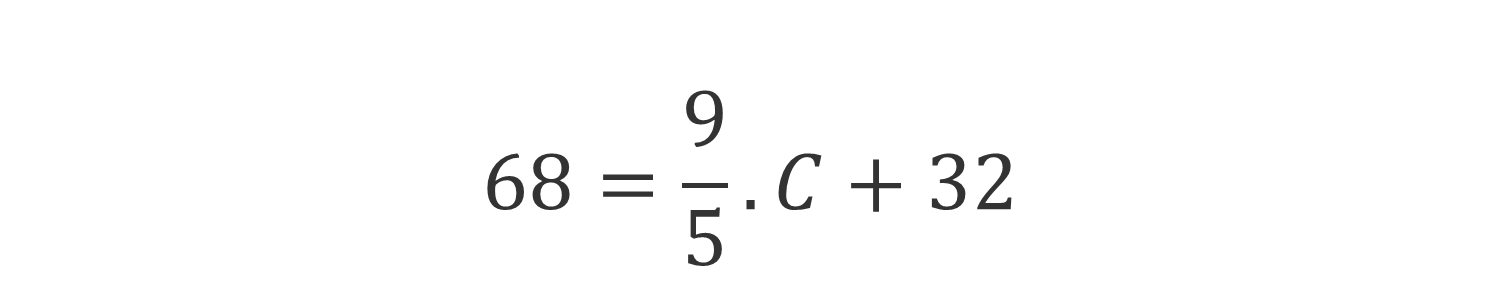 68 = 9/5 . C + 32